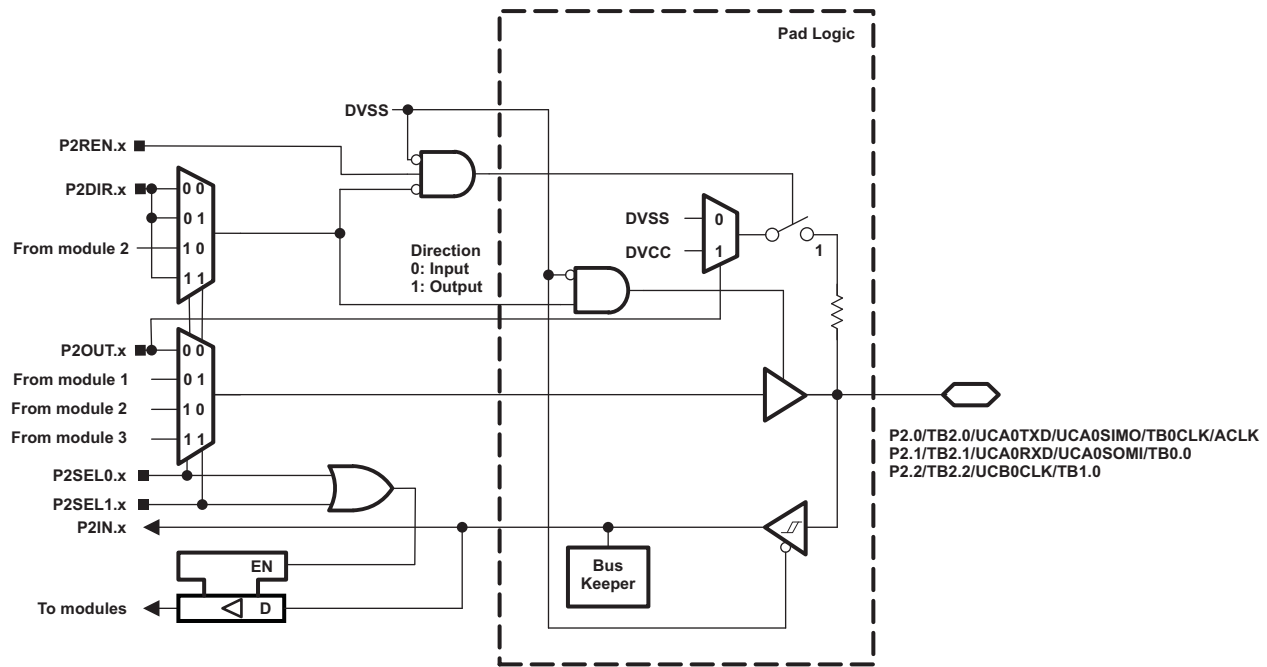 Pad Logic
DVSS
P2REN.x
P2DIR.x
0 0
0 1
From module 2
1 0
1 1
Direction
0: Input
1: Output
DVSS
0
DVCC
1
1
P2OUT.x
0 0
From module 1
0 1
From module 2
1 0
From module 3
1 1
P2.0/TB2.0/UCA0TXD/UCA0SIMO/TB0CLK/ACLK
P2.1/TB2.1/UCA0RXD/UCA0SOMI/TB0.0
P2.2/TB2.2/UCB0CLK/TB1.0
P2SEL0.x
P2SEL1.x
P2IN.x
Bus
Keeper
EN
To modules
D